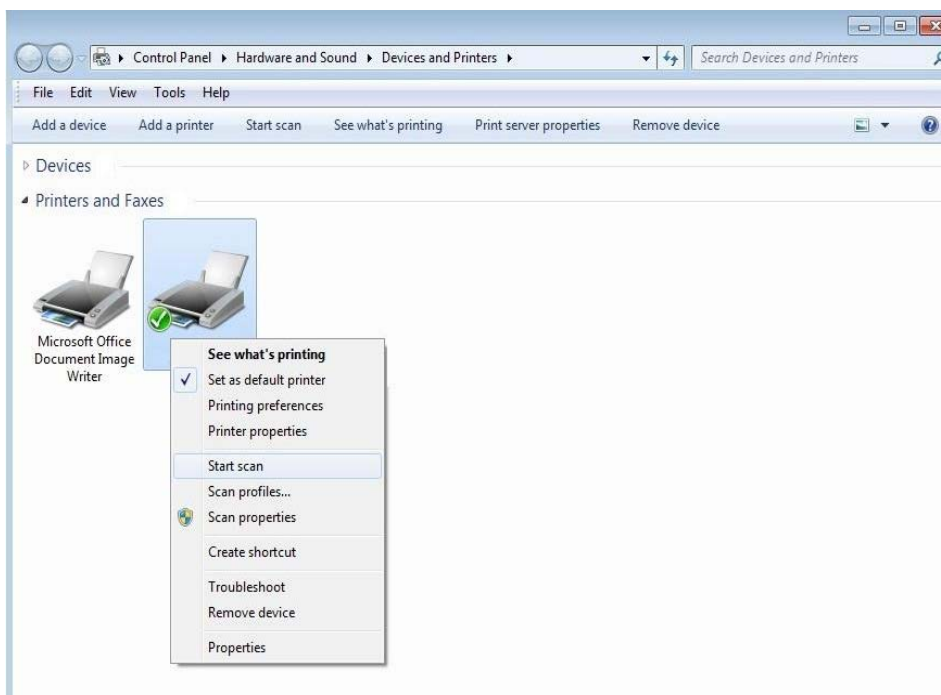 Control Panel Hardware and Sound Devices and Printers Search Devices and Printers
File Edit View Tools Help
Add a device Add a printer Start scan See what's printing Print server properties Remove device
Devices
Printers and Faxes
Microsoft Office
Document Image
Writer
See what's printing
Set as default printer
Printing preferences
Printer properties
Start scan
Scan profiles...
Scan properties
Create shortcut
Troubleshoot
Remove device
Properties